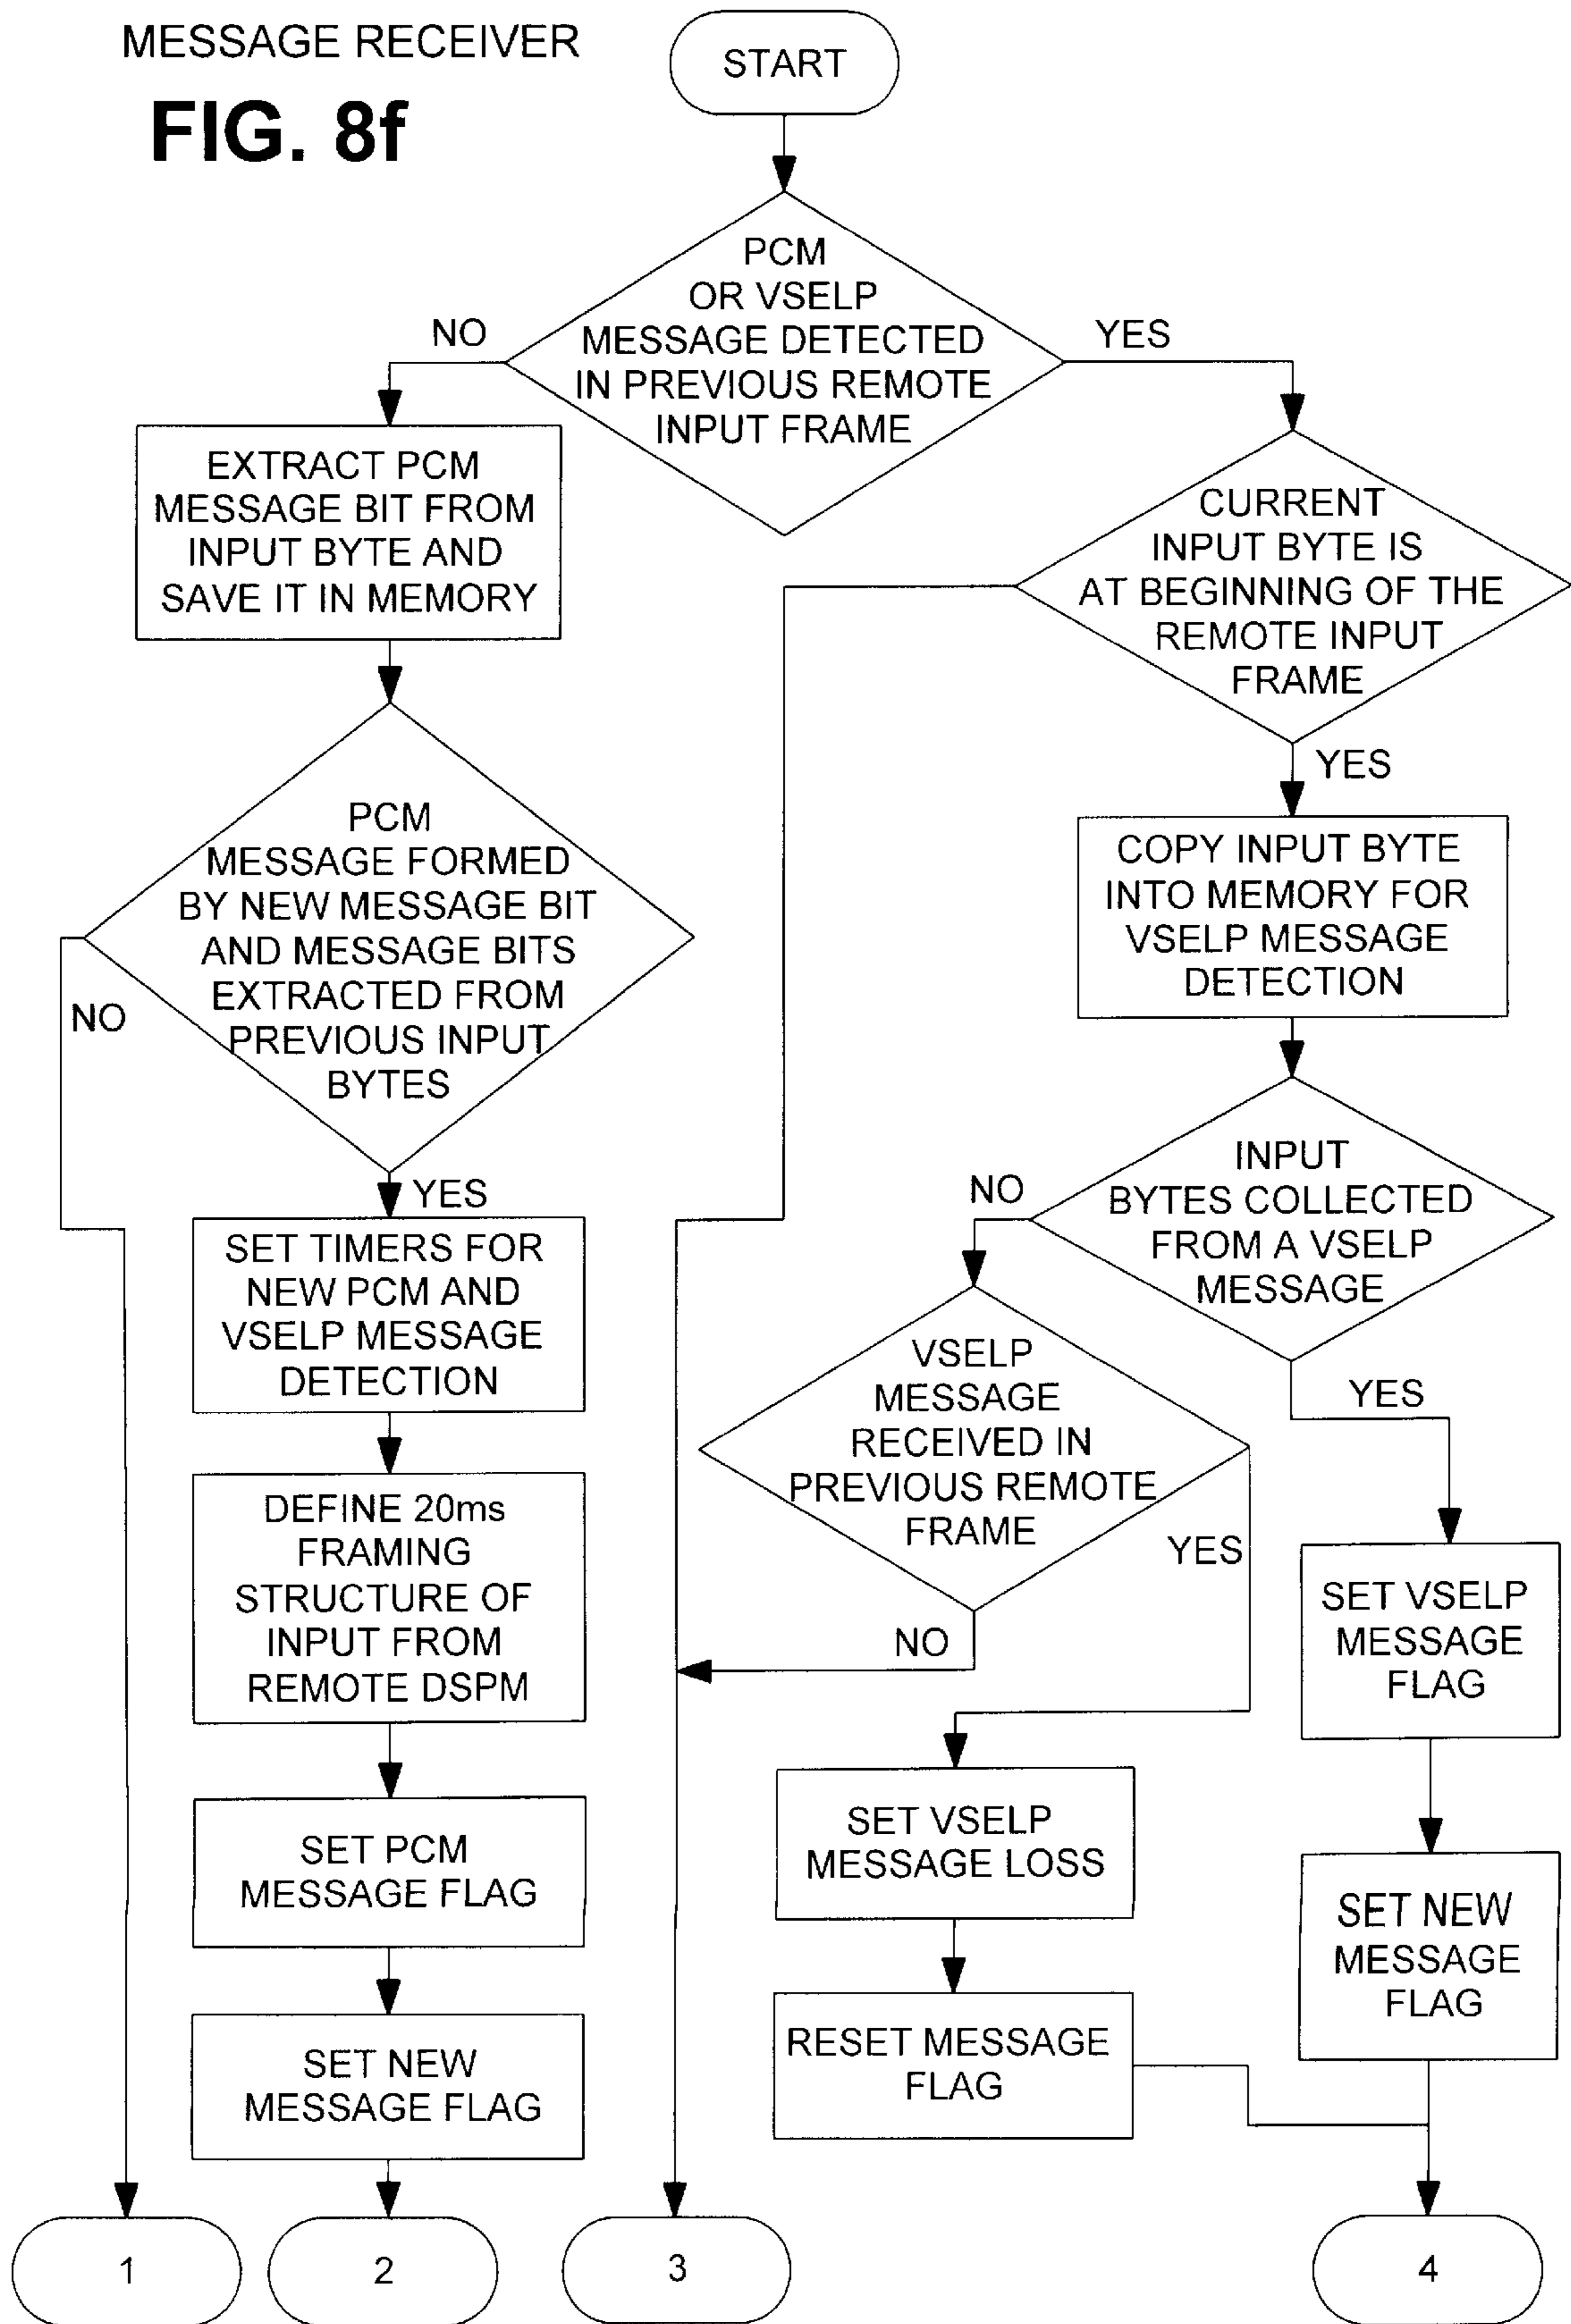 MESSAGE RECEIVER
FIG. 8f
START
PCM
OR VSELP
MESSAGE DETECTED
IN PREVIOUS REMOTE
INPUT FRAME
NO
YES
EXTRACT PCM
MESSAGE BIT FROM
INPUT BYTE AND
SAVE IT IN MEMORY
CURRENT
INPUT BYTE IS
AT BEGINNING OF THE
REMOTE INPUT
FRAME
YES
PCM
MESSAGE FORMED
BY NEW MESSAGE BIT
AND MESSAGE BITS
EXTRACTED FROM
PREVIOUS INPUT
BYTES
NO
YES
COPY INPUT BYTE
INTO MEMORY FOR
VSELP MESSAGE
DETECTION
INPUT
BYTES COLLECTED
FROM A VSELP
MESSAGE
NO
YES
SET TIMERS FOR
NEW PCM AND
VSELP MESSAGE
DETECTION
VSELP
MESSAGE
RECEIVED IN
PREVIOUS REMOTE
FRAME
YES
NO
DEFINE 20ms
FRAMING
STRUCTURE OF
INPUT FROM
REMOTE DSPM
SET VSELP
MESSAGE
FLAG
SET PCM
MESSAGE FLAG
SET VSELP
MESSAGE LOSS
SET NEW
MESSAGE
FLAG
SET NEW
MESSAGE FLAG
RESET MESSAGE
FLAG
1
2
3
4